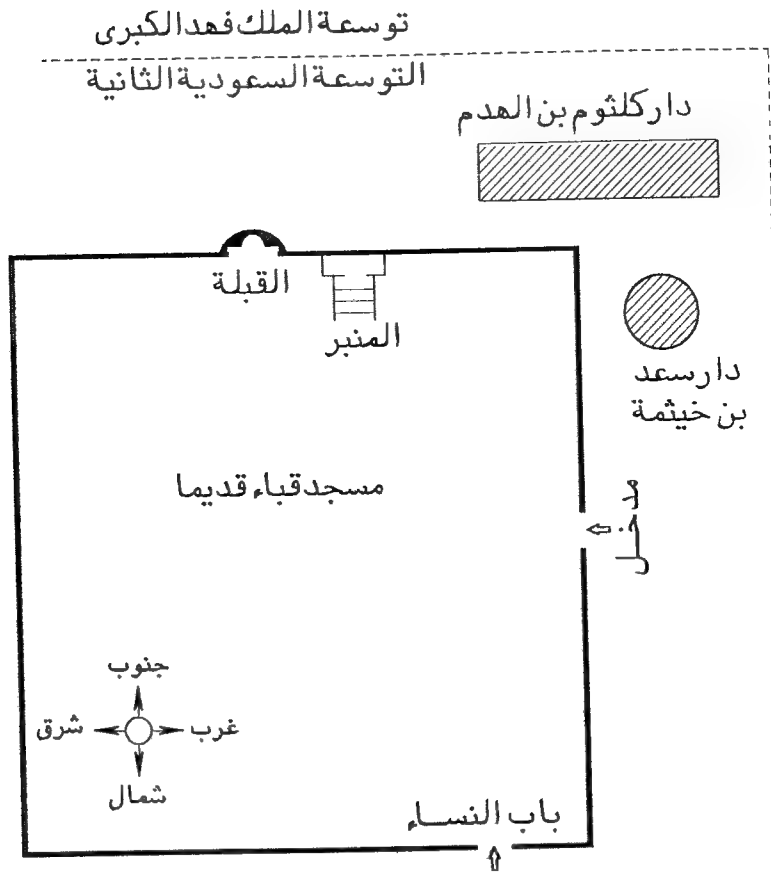 توسعة الملك فهد الكبرى
التوسعة السعودية الثانية
دار كلثوم بن الهدم
القبلة
المنبر
دار سعد
بن خيثمة
مسجد قباء قديما
مدخل
جنوب
شرق
غرب
شمال
باب النساء